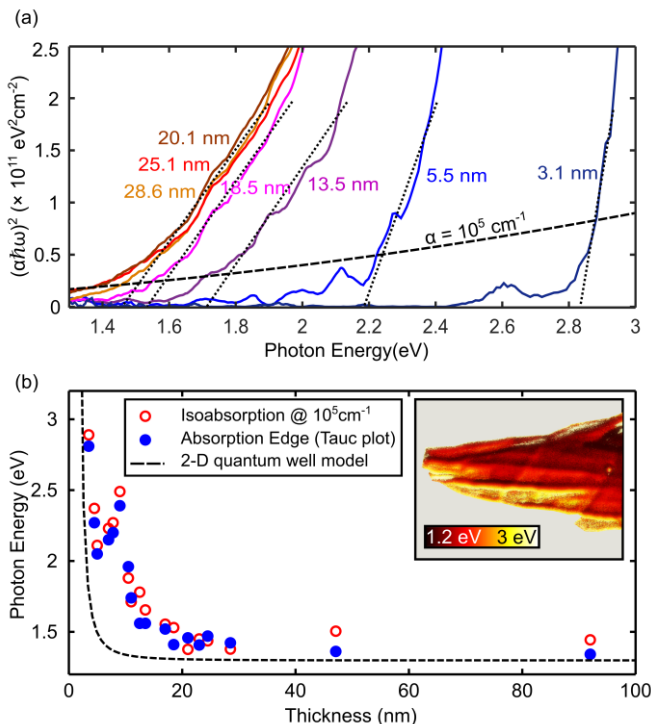 (a)
2.5
2
1.5
1
0.5
0
(αħω)² (× 10¹¹ eV²cm⁻²)
20.1 nm
25.1 nm
28.6 nm
18.5nm
13.5 nm
5.5 nm
3.1 nm
α = 10⁵ cm⁻¹
1.4 1.6 1.8 2 2.2 2.4 2.6 2.8 3
Photon Energy(eV)
(b)
3
2.5
2
1.5
Photon Energy (eV)
Isoabsorption @ 10⁵cm⁻¹
Absorption Edge (Tauc plot)
2-D quantum well model
1.2 eV 3 eV
0 20 40 60 80 100
Thickness (nm)